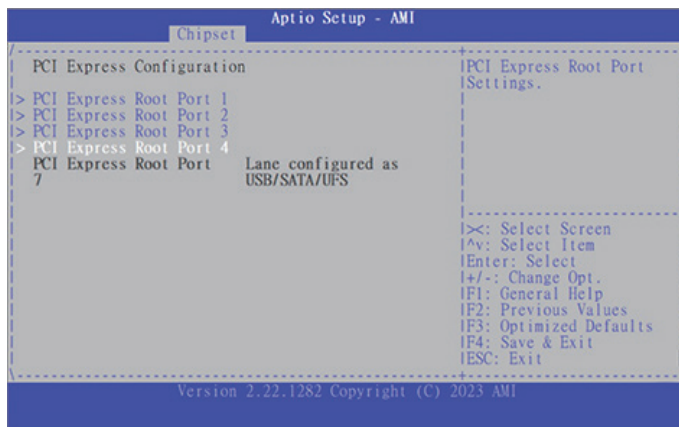 Aptio Setup - AMI
Chipset
PCI Express Configuration
> PCI Express Root Port 1
> PCI Express Root Port 2
> PCI Express Root Port 3
> PCI Express Root Port 4
PCI Express Root Port Lane configured as
7 USB/SATA/UFS
PCI Express Root Port
Settings.
><: Select Screen
^v: Select Item
Enter: Select
+/-: Change Opt.
F1: General Help
F2: Previous Values
F3: Optimized Defaults
F4: Save & Exit
ESC: Exit
Version 2.22.1282 Copyright (C) 2023 AMI